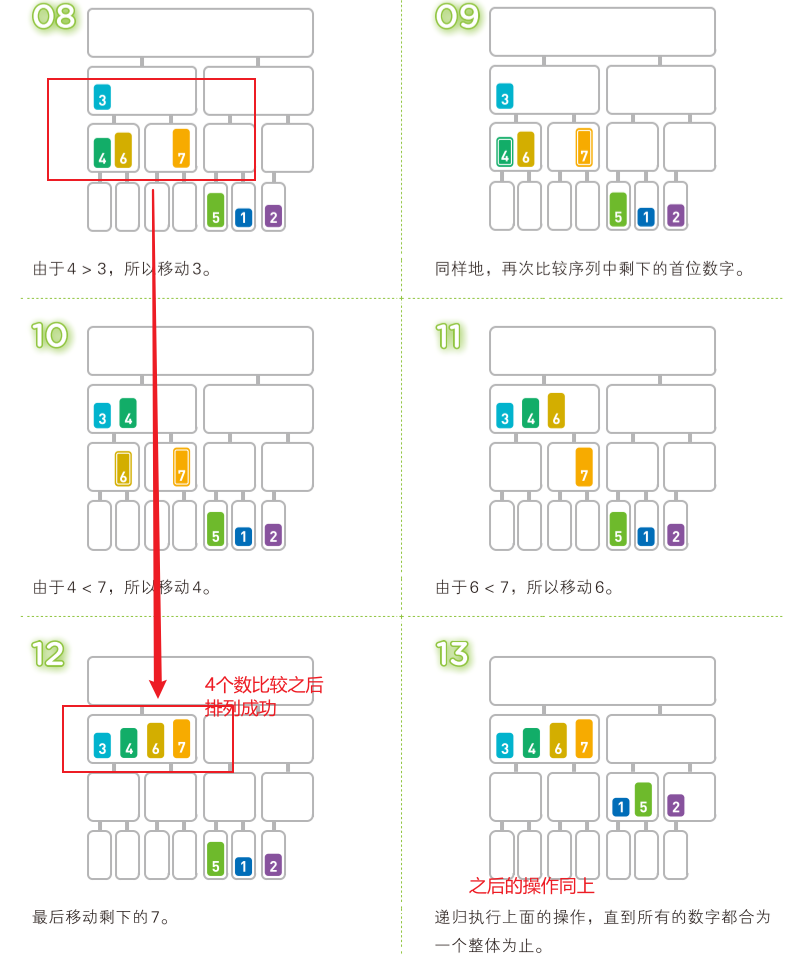 08
3
4 6 7
5 1 2
由于4 > 3，所以移动3。
09
3
4 6 7
5 1 2
同样地，再次比较序列中剩下的首位数字。
10
3 4
6 7
5 1 2
由于4 < 7，所以移动4。
11
3 4 6
7
5 1 2
由于6 < 7，所以移动6。
12
4个数比较之后
排列成功
3 4 6 7
5 1 2
最后移动剩下的7。
13
3 4 6 7
1 5 2
之后的操作同上
递归执行上面的操作，直到所有的数字都合为
一个整体为止。